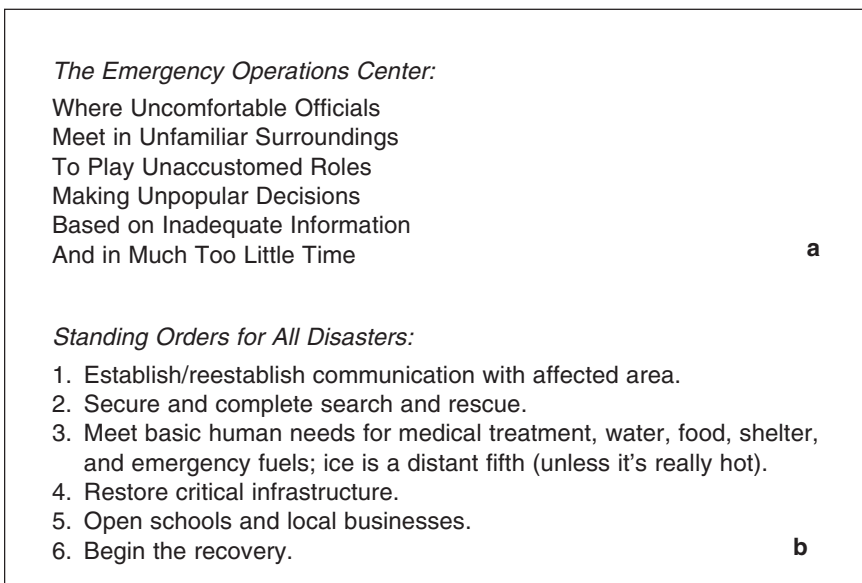 The Emergency Operations Center:
Where Uncomfortable Officials
Meet in Unfamiliar Surroundings
To Play Unaccustomed Roles
Making Unpopular Decisions
Based on Inadequate Information
And in Much Too Little Time
a
Standing Orders for All Disasters:
1. Establish/reestablish communication with affected area.
2. Secure and complete search and rescue.
3. Meet basic human needs for medical treatment, water, food, shelter,
and emergency fuels; ice is a distant fifth (unless it's really hot).
4. Restore critical infrastructure.
5. Open schools and local businesses.
6. Begin the recovery.
b